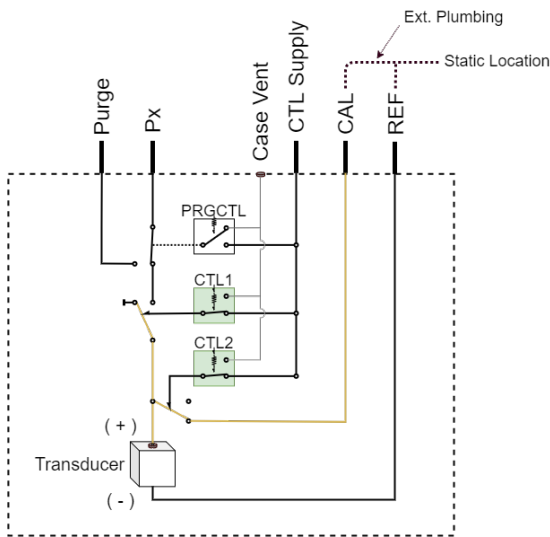 Ext. Plumbing
Static Location
Purge
Px
Case Vent
CTL Supply
CAL
REF
PRGCTL
CTL1
CTL2
( + )
Transducer
( - )